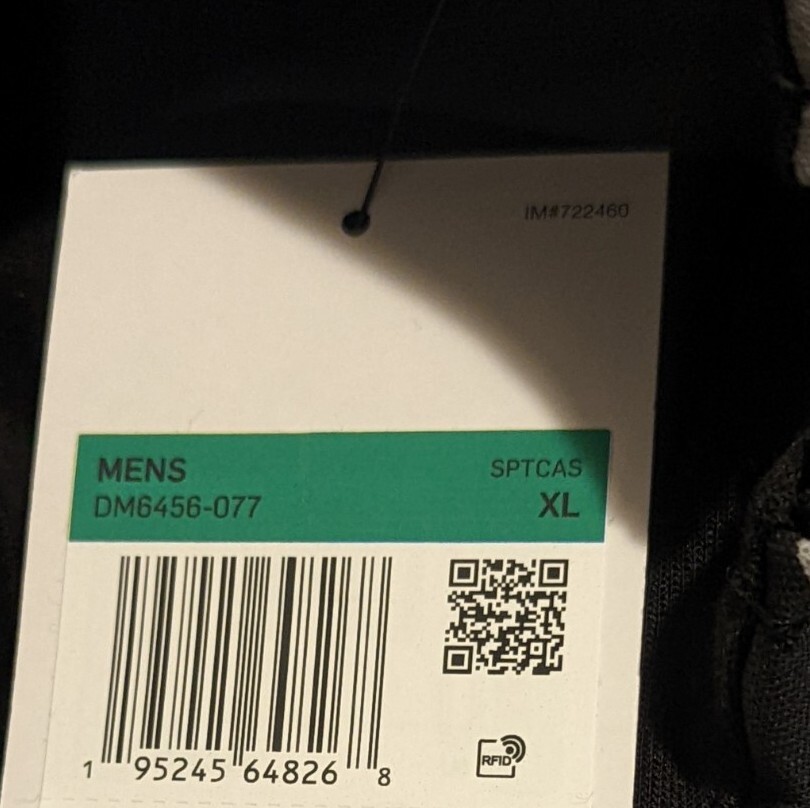 IM#722460
MENS
SPTCAS
DM6456-077
XL
1 95245 64826 8
RFID